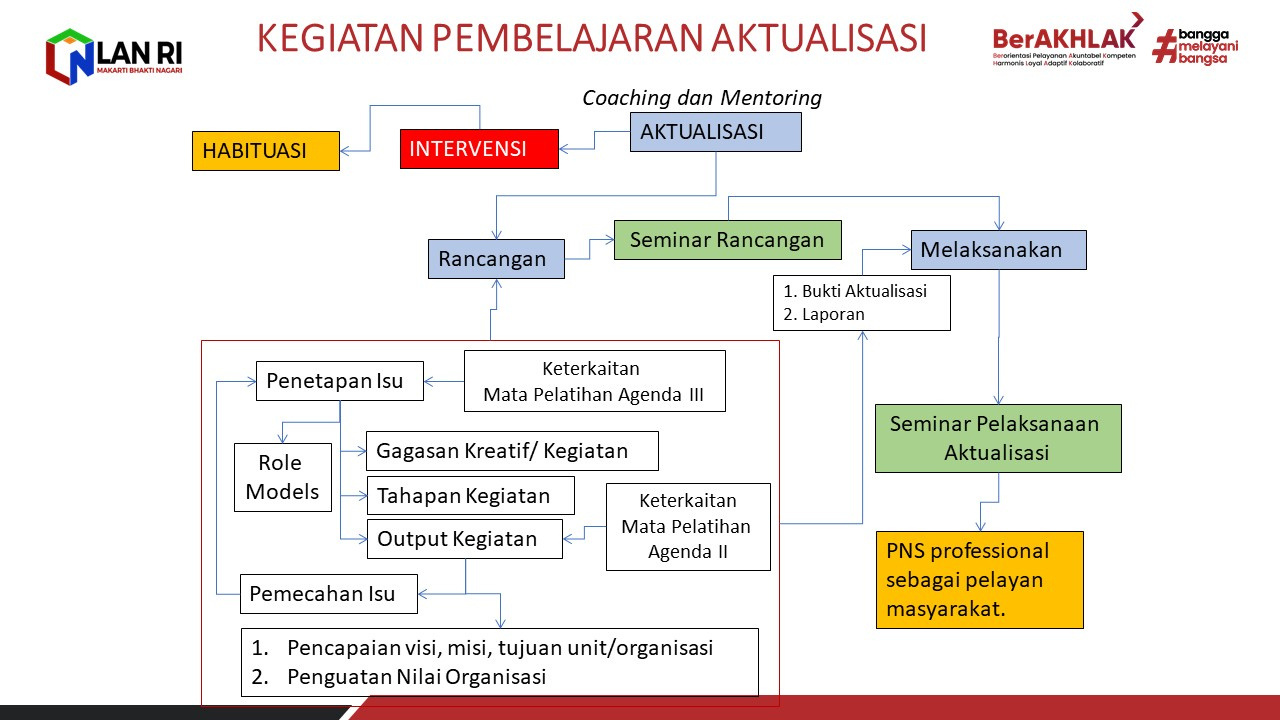 KEGIATAN PEMBELAJARAN AKTUALISASI
LAN RI
MAKARTI BHAKTI NAGARI
BerAKHLAK
Berorientasi Pelayanan Akuntabel Kompeten
Harmonis Loyal Adaptif Kolaboratif
#bangga
melayani
bangsa
Coaching dan Mentoring
HABITUASI
INTERVENSI
AKTUALISASI
Rancangan
Seminar Rancangan
Melaksanakan
1. Bukti Aktualisasi
2. Laporan
Penetapan Isu
Keterkaitan
Mata Pelatihan Agenda III
Role
Models
Gagasan Kreatif/ Kegiatan
Tahapan Kegiatan
Output Kegiatan
Keterkaitan
Mata Pelatihan
Agenda II
Pemecahan Isu
1. Pencapaian visi, misi, tujuan unit/organisasi
2. Penguatan Nilai Organisasi
Seminar Pelaksanaan
Aktualisasi
PNS professional
sebagai pelayan
masyarakat.